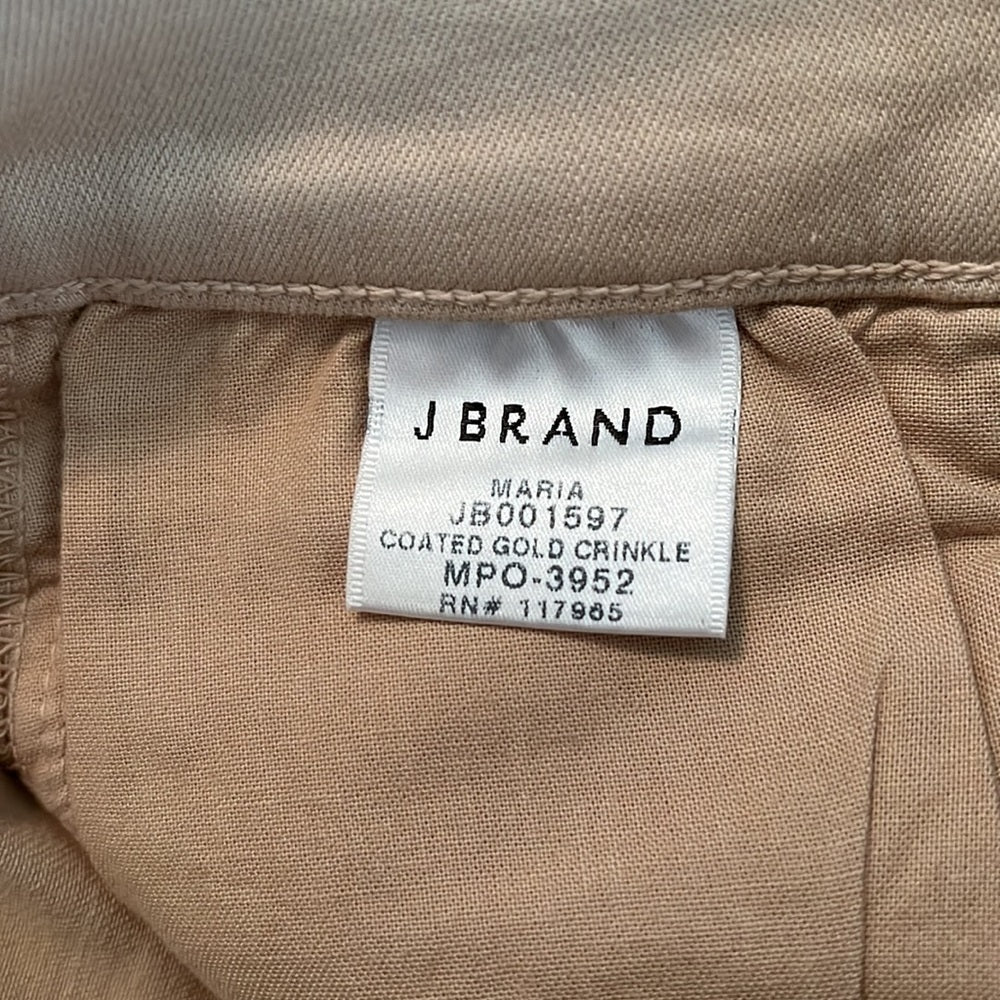 J BRAND
MARIA
JB001597
COATED GOLD CRINKLE
MPO-3952
RN# 117965